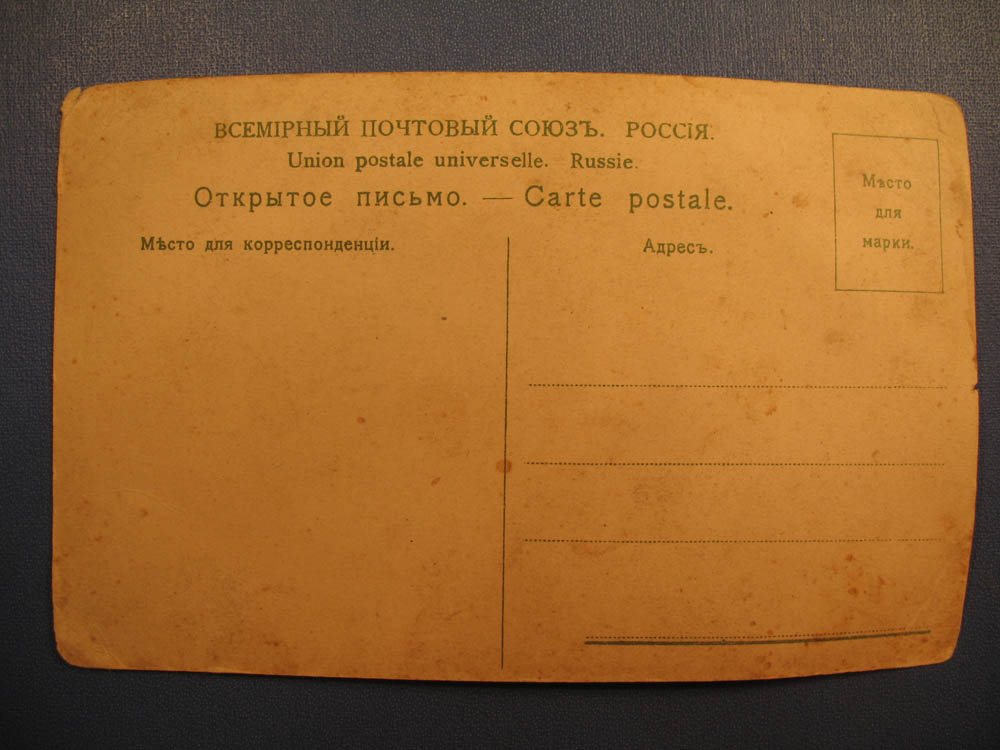 ВСЕМІРНЫЙ ПОЧТОВЫЙ СОЮЗЪ. РОССІЯ.
Union postale universelle. Russie.
Открытое письмо. — Carte postale.
Мѣсто для корреспонденціи.
Адресъ.
Мѣсто
для
марки.